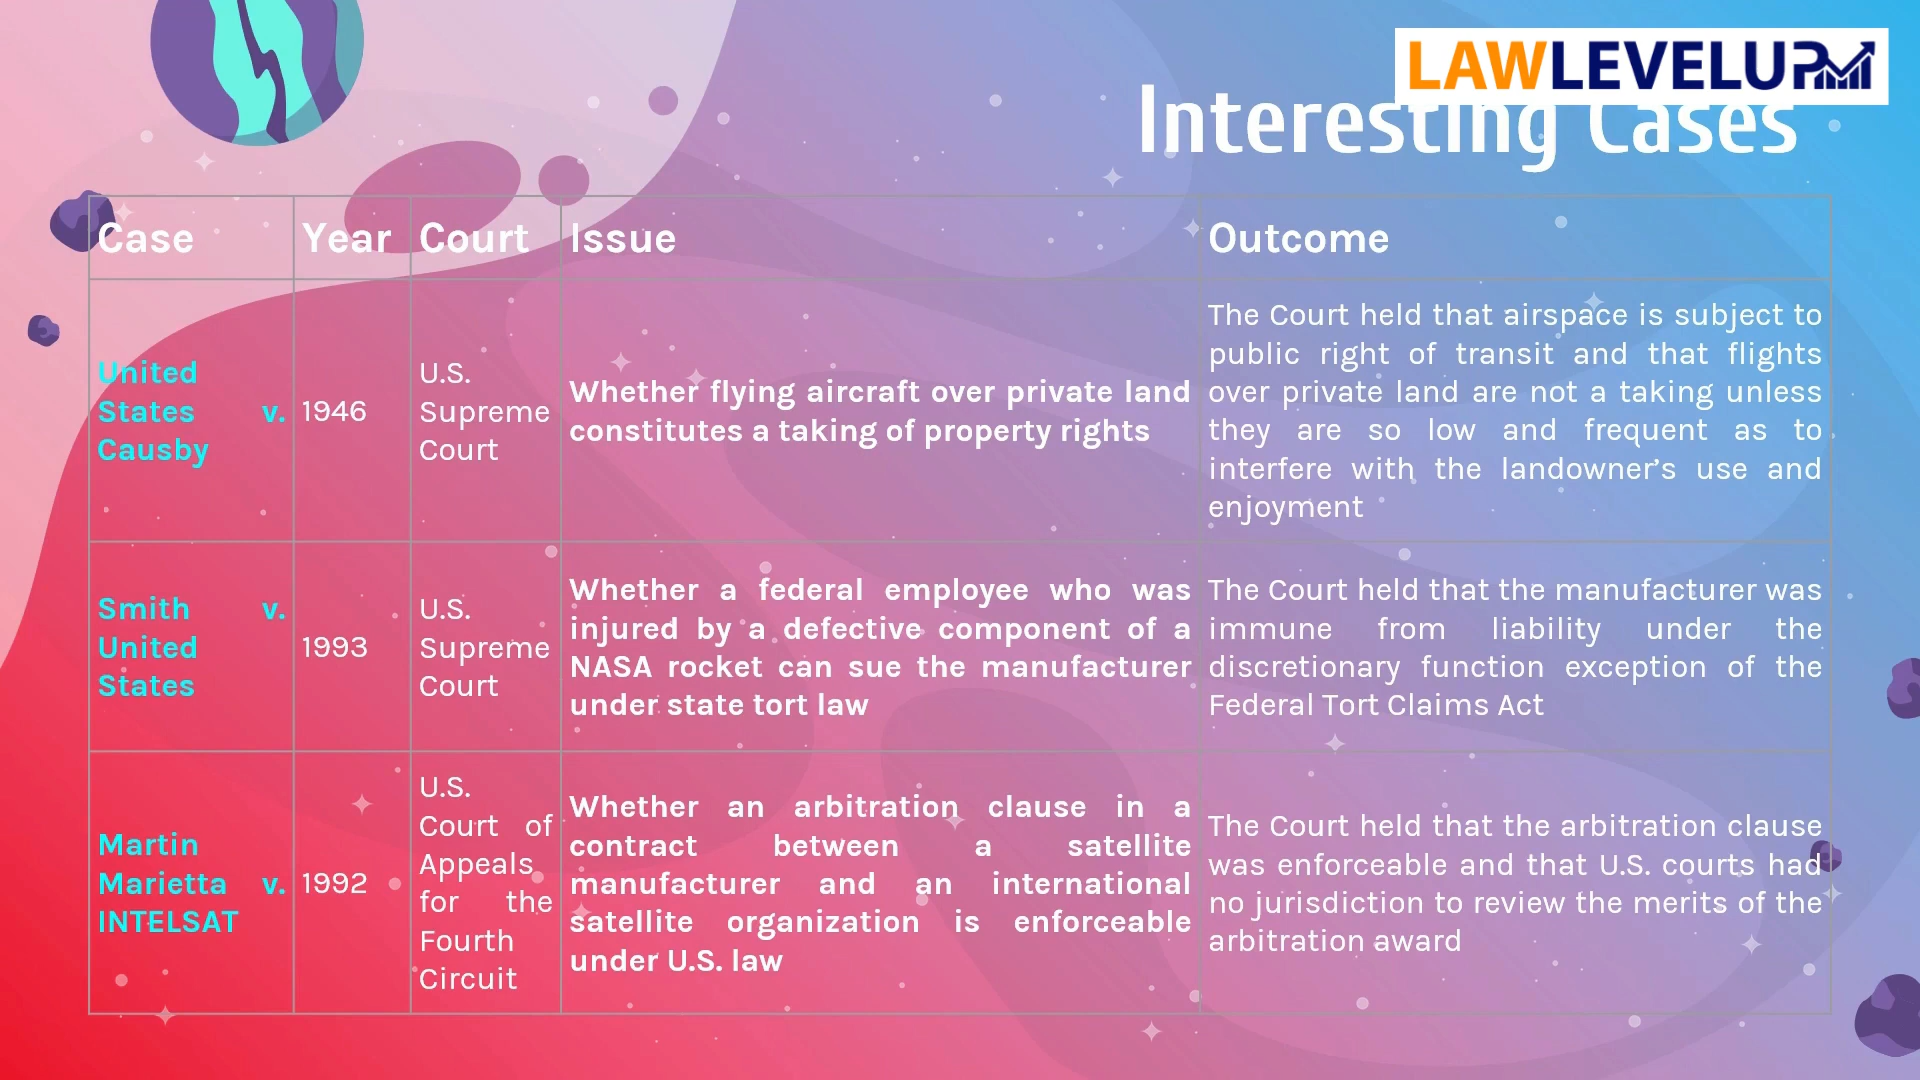 LAWLEVELUP
Interesting Cases
Case
Year
Court
Issue
Outcome
United
States v.
Causby
1946
U.S.
Supreme
Court
Whether flying aircraft over private land
constitutes a taking of property rights
The Court held that airspace is subject to
public right of transit and that flights
over private land are not a taking unless
they are so low and frequent as to
interfere with the landowner’s use and
enjoyment
Smith v.
United
States
1993
U.S.
Supreme
Court
Whether a federal employee who was
injured by a defective component of a
NASA rocket can sue the manufacturer
under state tort law
The Court held that the manufacturer was
immune from liability under the
discretionary function exception of the
Federal Tort Claims Act
Martin
Marietta v.
INTELSAT
1992
U.S.
Court of
Appeals
for the
Fourth
Circuit
Whether an arbitration clause in a
contract between a satellite
manufacturer and an international
satellite organization is enforceable
under U.S. law
The Court held that the arbitration clause
was enforceable and that U.S. courts had
no jurisdiction to review the merits of the
arbitration award